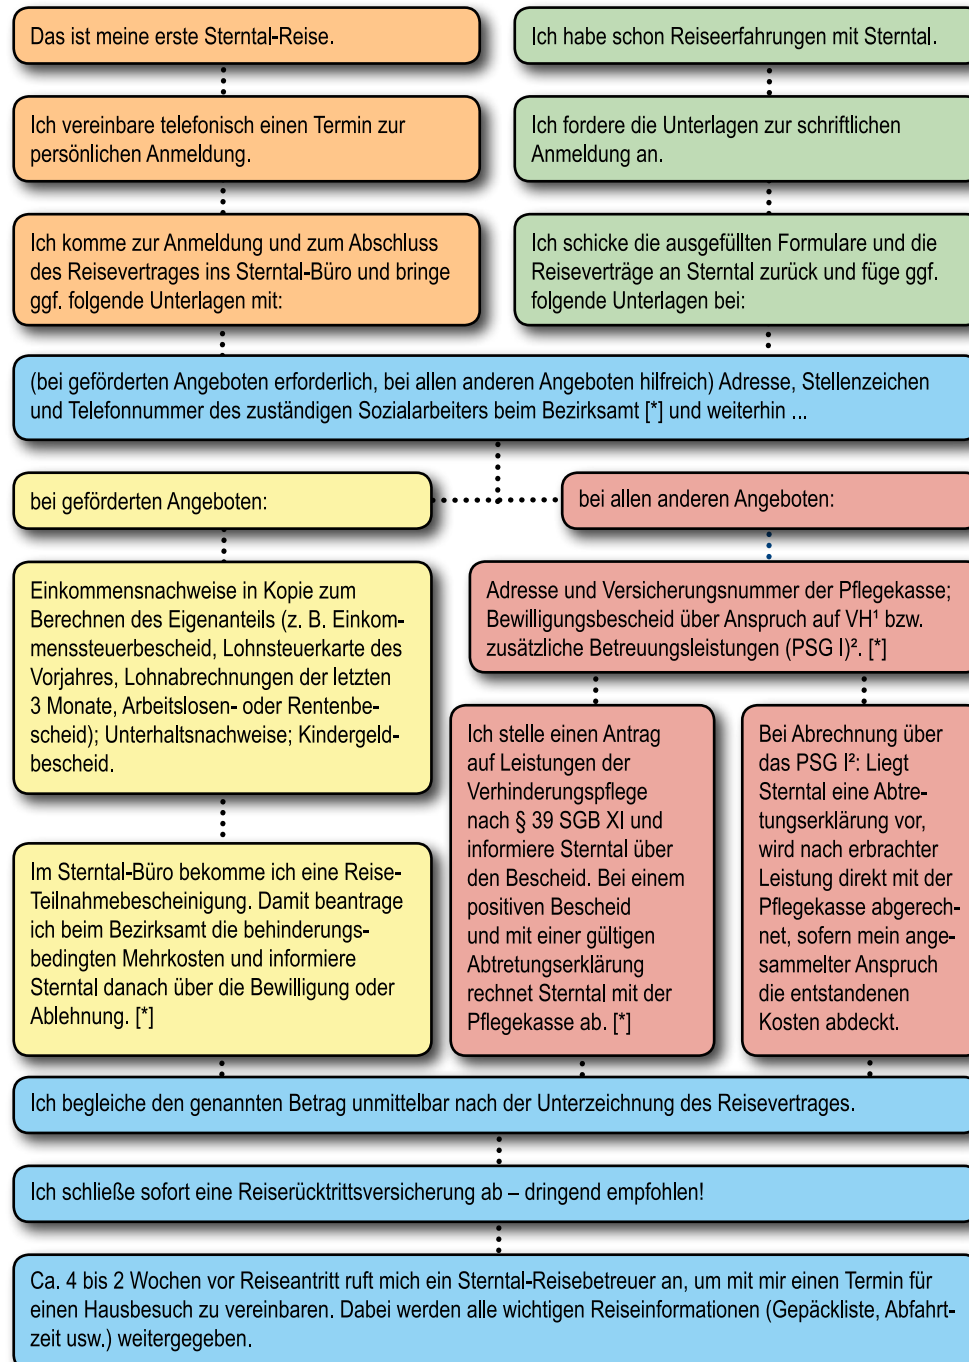 Das ist meine erste Sterntal-Reise.
Ich habe schon Reiseerfahrungen mit Sterntal.
Ich vereinbare telefonisch einen Termin zur
persönlichen Anmeldung.
Ich fordere die Unterlagen zur schriftlichen
Anmeldung an.
Ich komme zur Anmeldung und zum Abschluss
des Reisevertrages ins Sterntal-Büro und bringe
ggf. folgende Unterlagen mit:
Ich schicke die ausgefüllten Formulare und die
Reiseverträge an Sterntal zurück und füge ggf.
folgende Unterlagen bei:
(bei geförderten Angeboten erforderlich, bei allen anderen Angeboten hilfreich) Adresse, Stellenzeichen
und Telefonnummer des zuständigen Sozialarbeiters beim Bezirksamt [*] und weiterhin ...
bei geförderten Angeboten:
bei allen anderen Angeboten:
Einkommensnachweise in Kopie zum
Berechnen des Eigenanteils (z. B. Einkom-
menssteuerbescheid, Lohnsteuerkarte des
Vorjahres, Lohnabrechnungen der letzten
3 Monate, Arbeitslosen- oder Rentenbe-
scheid); Unterhaltsnachweise; Kindergeld-
bescheid.
Adresse und Versicherungsnummer der Pflegekasse;
Bewilligungsbescheid über Anspruch auf VH¹ bzw.
zusätzliche Betreuungsleistungen (PSG I)². [*]
Im Sterntal-Büro bekomme ich eine Reise-
Teilnahmebescheinigung. Damit beantrage
ich beim Bezirksamt die behinderungs-
bedingten Mehrkosten und informiere
Sterntal danach über die Bewilligung oder
Ablehnung. [*]
Ich stelle einen Antrag
auf Leistungen der
Verhinderungspflege
nach § 39 SGB XI und
informiere Sterntal über
den Bescheid. Bei einem
positiven Bescheid
und mit einer gültigen
Abtretungserklärung
rechnet Sterntal mit der
Pflegekasse ab. [*]
Bei Abrechnung über
das PSG I²: Liegt
Sterntal eine Abtre-
tungserklärung vor,
wird nach erbrachter
Leistung direkt mit der
Pflegekasse abgerech-
net, sofern mein ange-
sammelter Anspruch
die entstandenen
Kosten abdeckt.
Ich begleiche den genannten Betrag unmittelbar nach der Unterzeichnung des Reisevertrages.
Ich schließe sofort eine Reiserücktrittsversicherung ab – dringend empfohlen!
Ca. 4 bis 2 Wochen vor Reiseantritt ruft mich ein Sterntal-Reisebetreuer an, um mit mir einen Termin für
einen Hausbesuch zu vereinbaren. Dabei werden alle wichtigen Reiseinformationen (Gepäckliste, Abfahrt-
zeit usw.) weitergegeben.